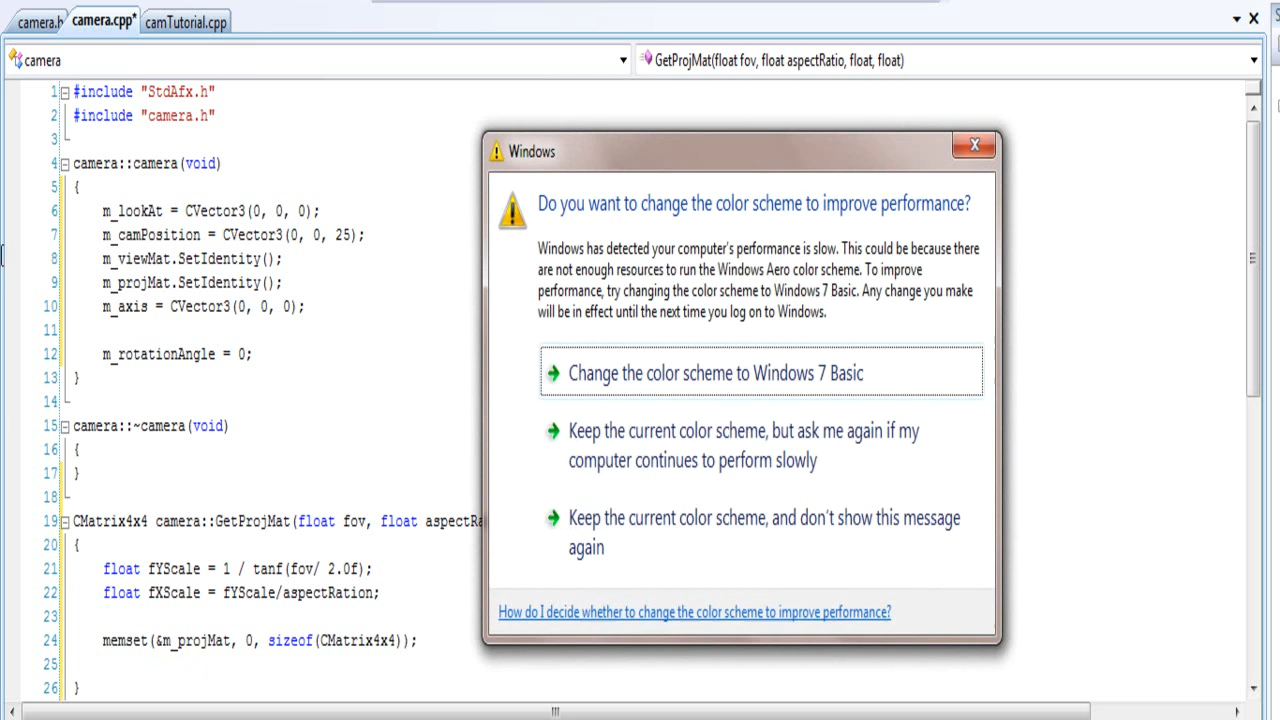 camera.h camera.cpp* camTutorial.cpp
camera GetProjMat(float fov, float aspectRatio, float, float)
1 #include "StdAfx.h"
2 #include "camera.h"
3
4 camera::camera(void)
5 {
6 m_lookAt = CVector3(0, 0, 0);
7 m_camPosition = CVector3(0, 0, 25);
8 m_viewMat.SetIdentity();
9 m_projMat.SetIdentity();
10 m_axis = CVector3(0, 0, 0);
11
12 m_rotationAngle = 0;
13 }
14
15 camera::~camera(void)
16 {
17 }
18
19 CMatrix4x4 camera::GetProjMat(float fov, float aspectRa
20 {
21 float fYScale = 1 / tanf(fov/ 2.0f);
22 float fXScale = fYScale/aspectRation;
23
24 memset(&m_projMat, 0, sizeof(CMatrix4x4));
25
26 }
Windows
Do you want to change the color scheme to improve performance?
Windows has detected your computer's performance is slow. This could be because there
are not enough resources to run the Windows Aero color scheme. To improve
performance, try changing the color scheme to Windows 7 Basic. Any change you make
will be in effect until the next time you log on to Windows.
Change the color scheme to Windows 7 Basic
Keep the current color scheme, but ask me again if my
computer continues to perform slowly
Keep the current color scheme, and don't show this message
again
How do I decide whether to change the color scheme to improve performance?